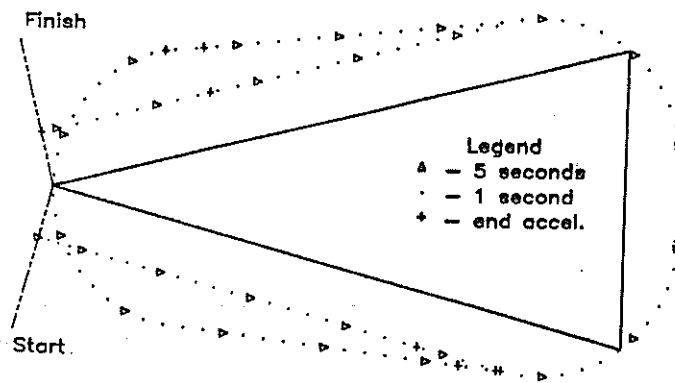 Finish
Legend
▵ – 5 seconds
· – 1 second
+ – end accel.
Start